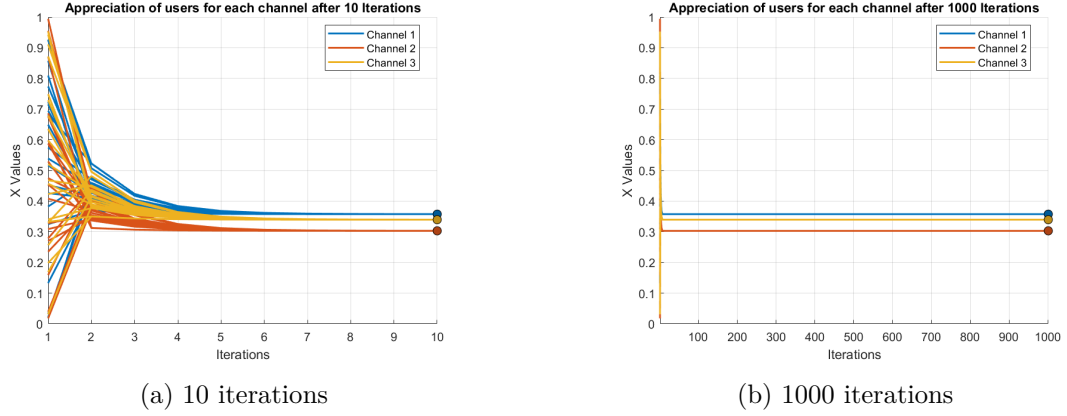 Appreciation of users for each channel after 10 Iterations
1
0.9
0.8
0.7
0.6
0.5
0.4
0.3
0.2
0.1
0
X Values
Channel 1
Channel 2
Channel 3
1 2 3 4 5 6 7 8 9 10
Iterations
(a) 10 iterations
Appreciation of users for each channel after 1000 Iterations
1
0.9
0.8
0.7
0.6
0.5
0.4
0.3
0.2
0.1
0
X Values
Channel 1
Channel 2
Channel 3
100 200 300 400 500 600 700 800 900 1000
Iterations
(b) 1000 iterations